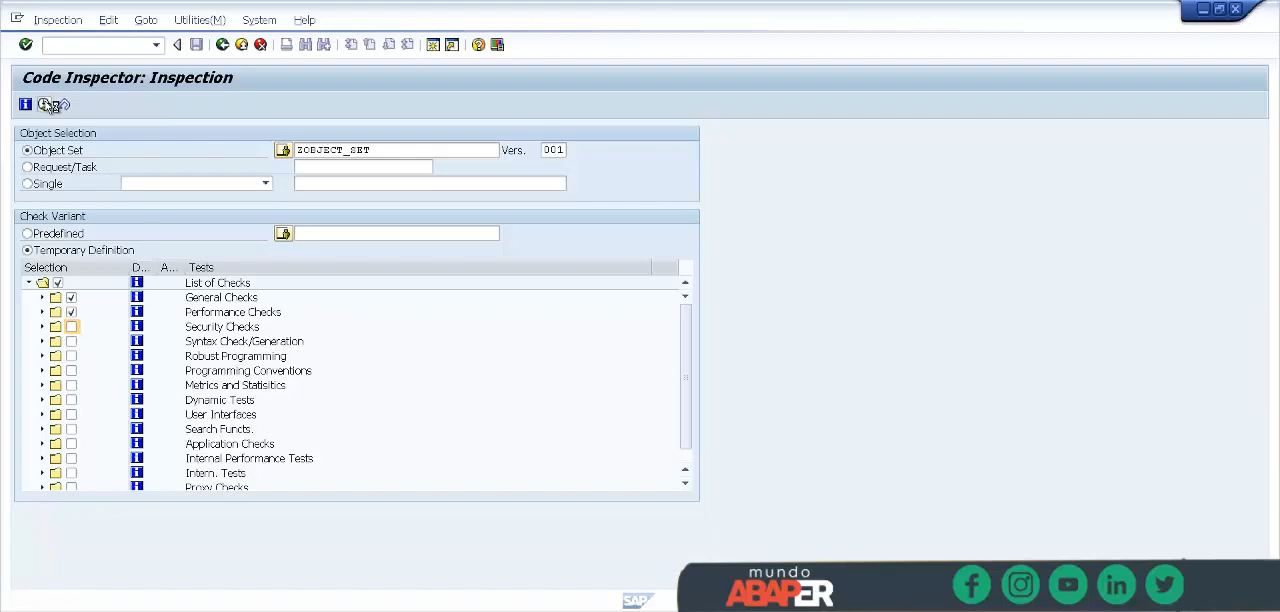 Inspection Edit Goto Utilities(M) System Help
Code Inspector: Inspection
Object Selection
Object Set ZOBJECT_SET Vers. 001
Request/Task
Single
Check Variant
Predefined
Temporary Definition
Selection D... A... Tests
List of Checks
General Checks
Performance Checks
Security Checks
Syntax Check/Generation
Robust Programming
Programming Conventions
Metrics and Statisitics
Dynamic Tests
User Interfaces
Search Functs.
Application Checks
Internal Performance Tests
Intern. Tests
Proxy Checks
SAP
mundo
ABAPER